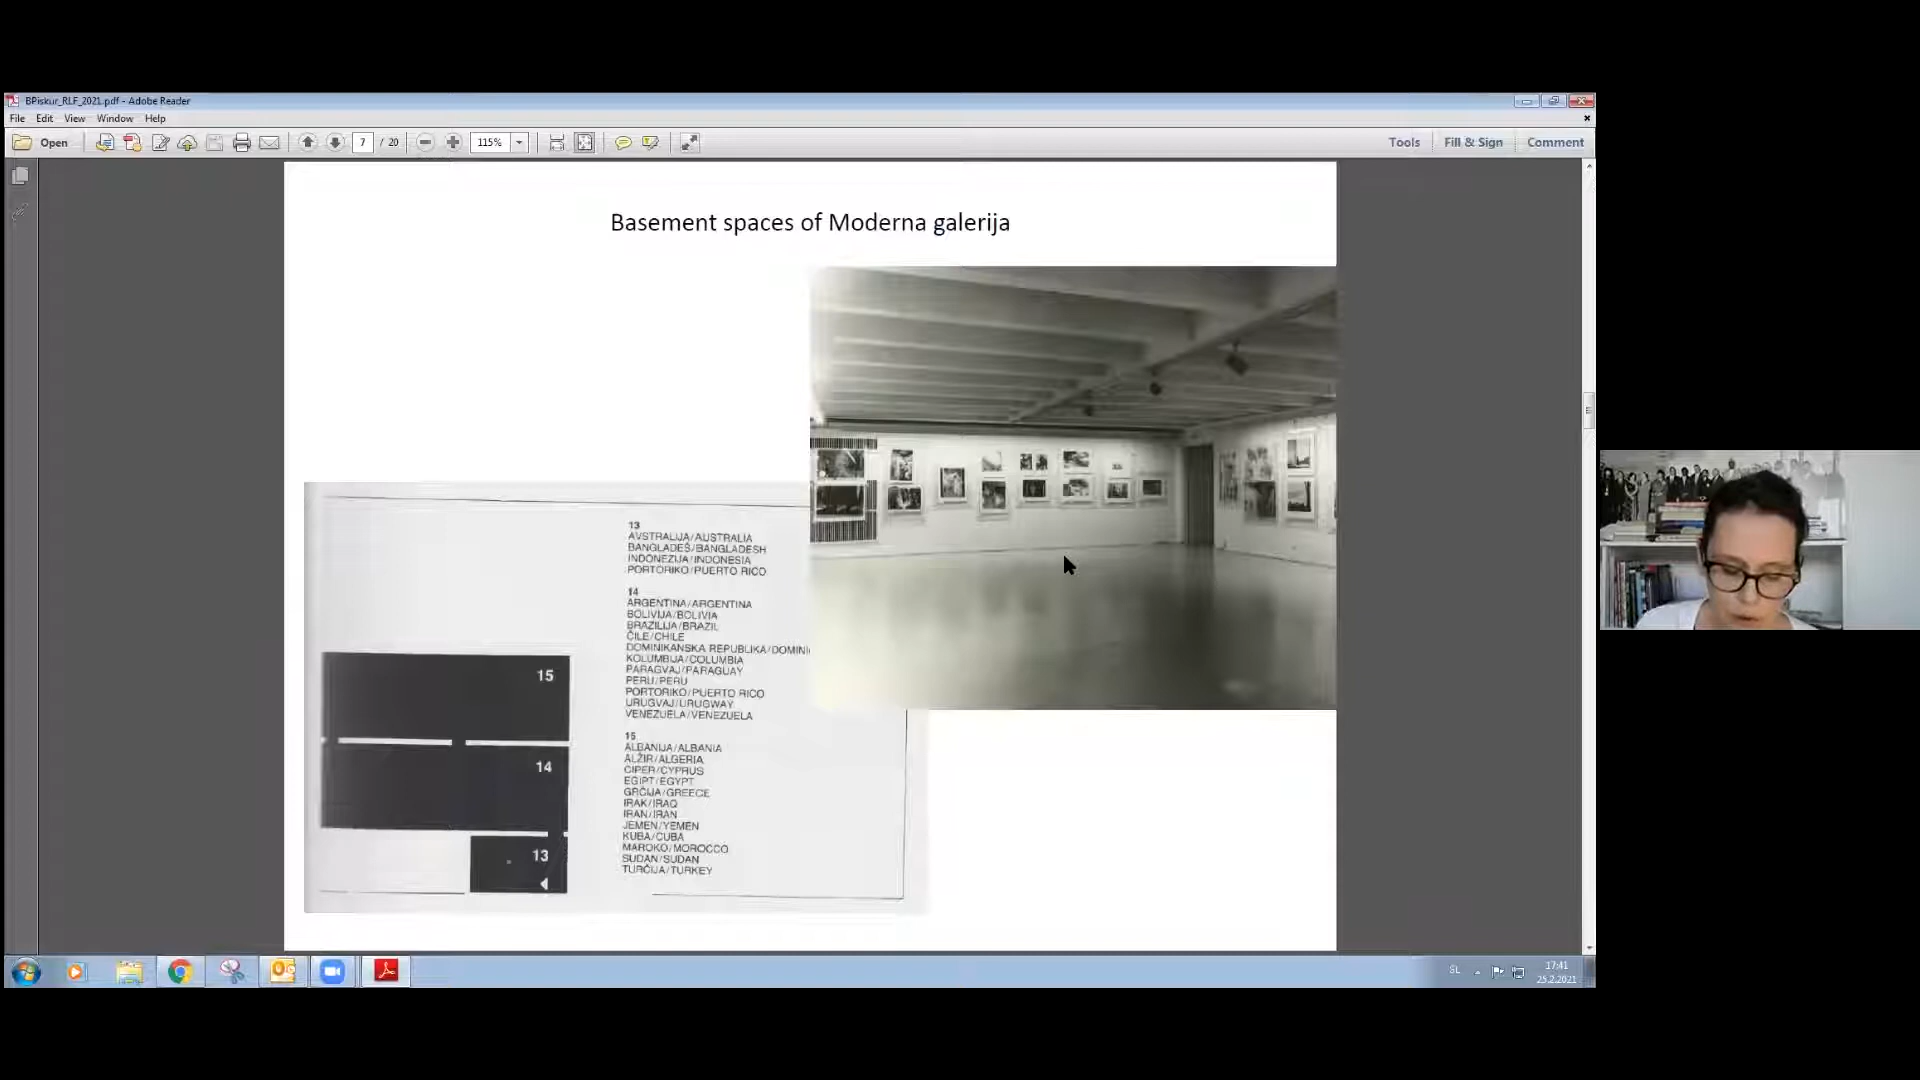 BPiskur_RLF_2021.pdf - Adobe Reader
File Edit View Window Help
Open 7 / 20 115% Tools Fill & Sign Comment
Basement spaces of Moderna galerija
13
AVSTRALIJA/AUSTRALIA
BANGLADEŠ/BANGLADESH
INDONEZIJA/INDONESIA
PORTORIKO/PUERTO RICO
14
ARGENTINA/ARGENTINA
BOLIVIJA/BOLIVIA
BRAZILIJA/BRAZIL
ČILE/CHILE
DOMINIKANSKA REPUBLIKA/DOMINI
KOLUMBIJA/COLUMBIA
PARAGVAJ/PARAGUAY
PERU/PERU
PORTORIKO/PUERTO RICO
URUGVAJ/URUGWAY
VENEZUELA/VENEZUELA
15
ALBANIJA/ALBANIA
ALŽIR/ALGERIA
CIPER/CYPRUS
EGIPT/EGYPT
GRČIJA/GREECE
IRAK/IRAQ
IRAN/IRAN
JEMEN/YEMEN
KUBA/CUBA
MAROKO/MOROCCO
SUDAN/SUDAN
TURČIJA/TURKEY
15
14
13
SL
17:41
25.2.2021